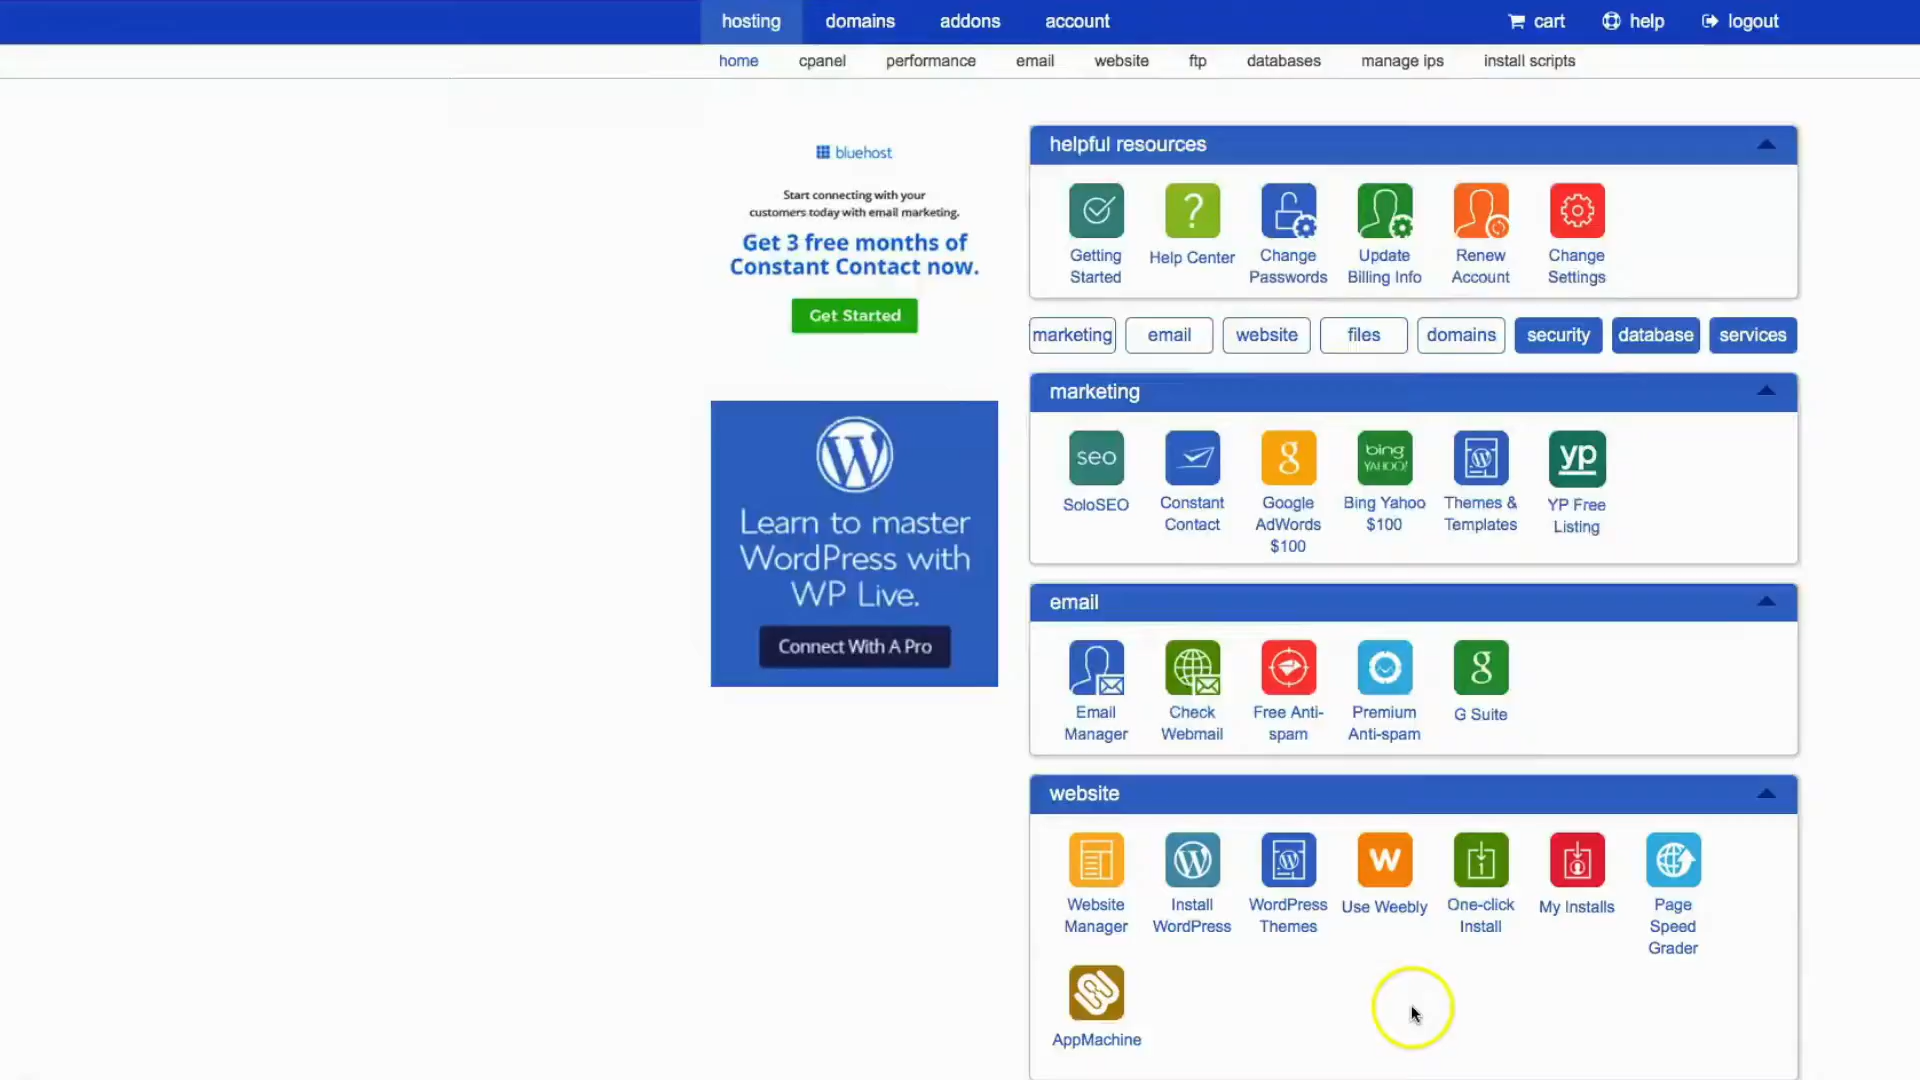 hosting domains addons account cart help logout
home cpanel performance email website ftp databases manage ips install scripts
bluehost
Start connecting with your
customers today with email marketing.
Get 3 free months of
Constant Contact now.
Get Started
W
Learn to master
WordPress with
WP Live.
Connect With A Pro
helpful resources
?
Getting Started
Help Center
Change Passwords
Update Billing Info
Renew Account
Change Settings
marketing email website files domains security database services
marketing
seo
g
bing
YAHOO!
W
yp
SoloSEO
Constant Contact
Google AdWords $100
Bing Yahoo $100
Themes & Templates
YP Free Listing
email
g
Email Manager
Check Webmail
Free Anti-spam
Premium Anti-spam
G Suite
website
W
W
W
1
Website Manager
Install WordPress
WordPress Themes
Use Weebly
One-click Install
My Installs
Page Speed Grader
AppMachine